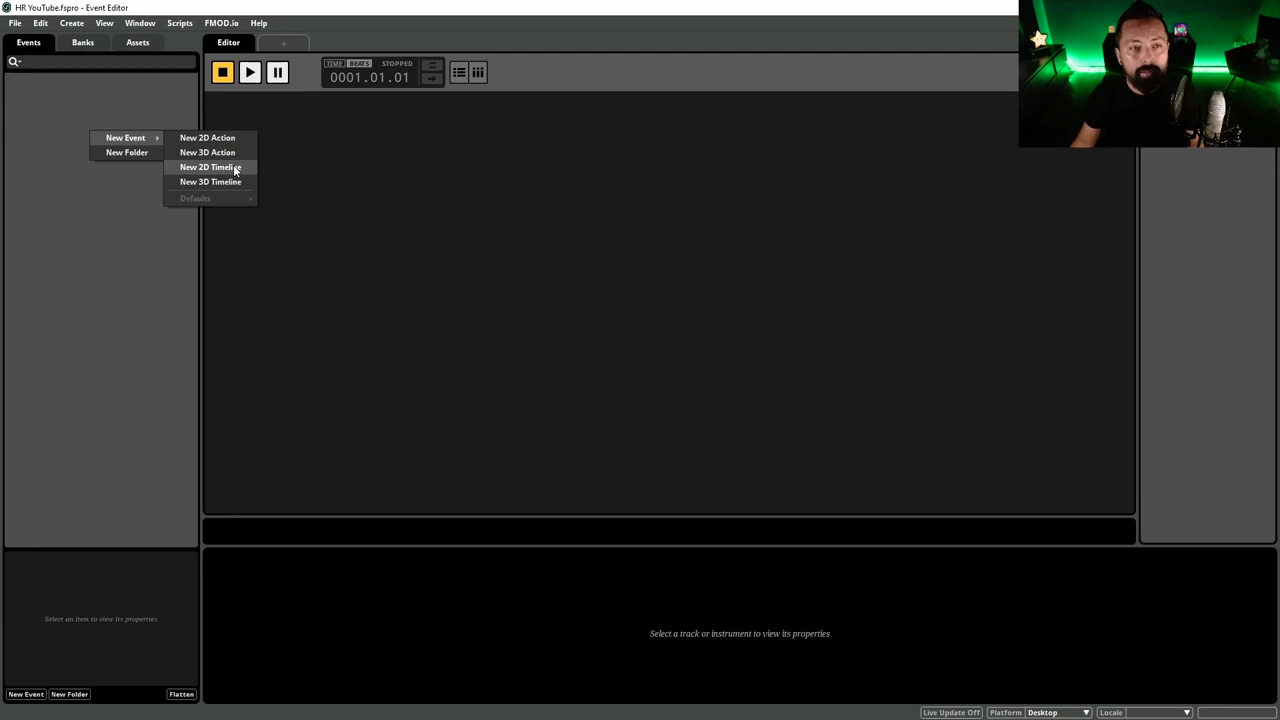 HR YouTube.fspro - Event Editor
File Edit Create View Window Scripts FMOD.io Help
Events Banks Assets Editor +
TIME BEATS STOPPED
0001.01.01
New Event New 2D Action
New Folder New 3D Action
New 2D Timeline
New 3D Timeline
Defaults
Select an item to view its properties
Select a track or instrument to view its properties
New Event New Folder Flatten
Live Update Off Platform Desktop Locale